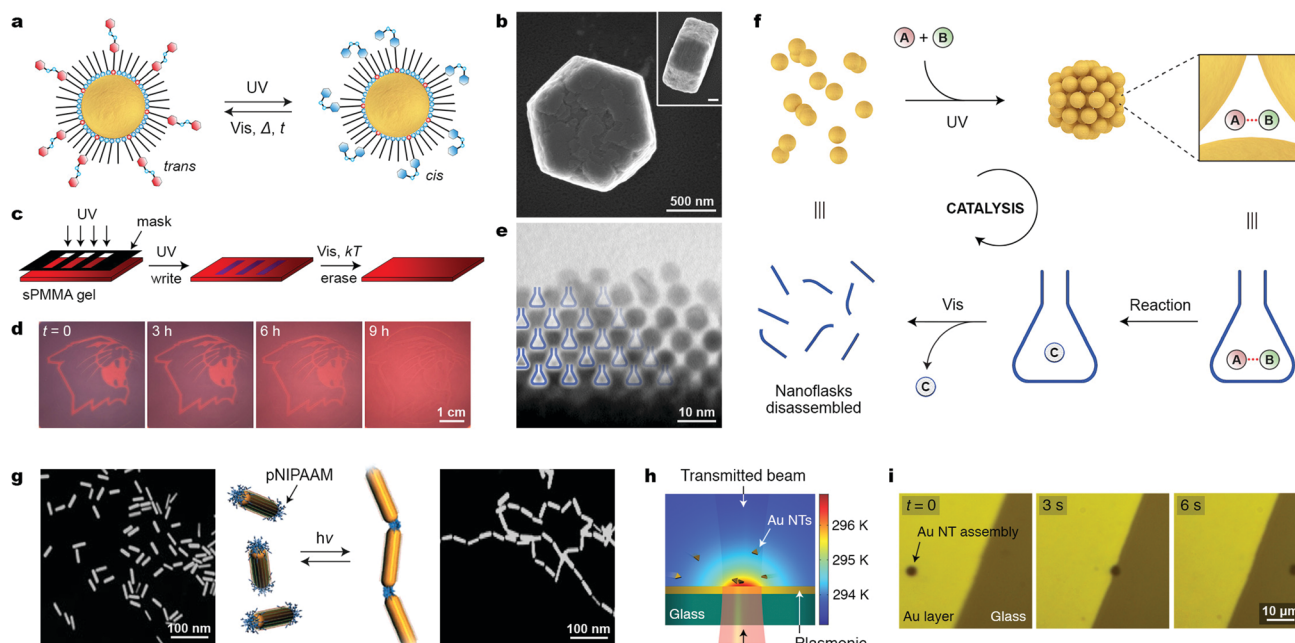 a
UV
Vis, Δ, t
trans
cis
b
500 nm
c
UV
mask
UV
write
Vis, kT
erase
sPMMA gel
d
t = 0
3 h
6 h
9 h
1 cm
e
10 nm
f
A + B
UV
A B
CATALYSIS
Vis
Reaction
C
C
A B
Nanoflasks
disassembled
g
100 nm
pNIPAAM
hν
100 nm
h
Transmitted beam
Au NTs
296 K
295 K
294 K
Glass
i
t = 0
3 s
6 s
Au NT assembly
Au layer
Glass
10 μm